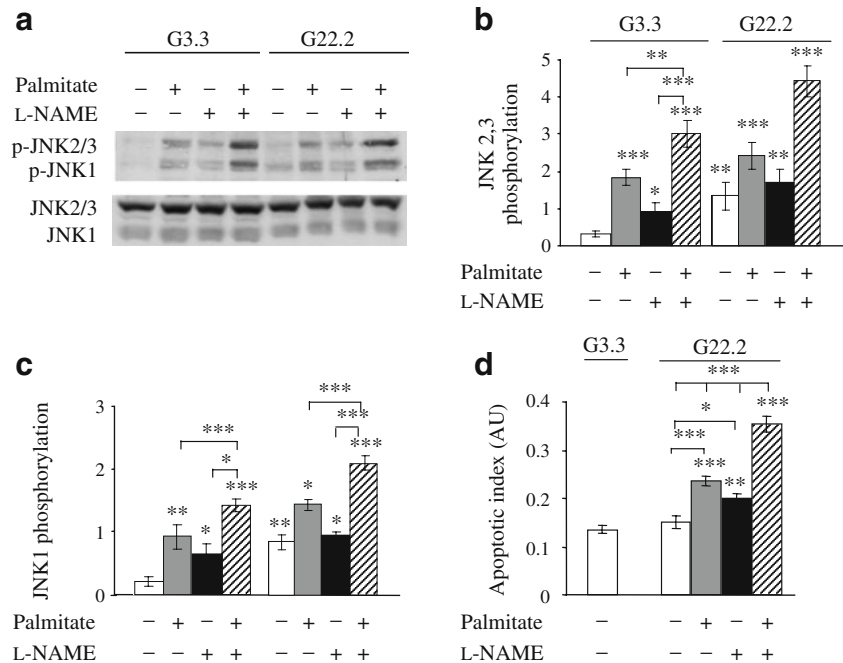 a
G3.3 G22.2
Palmitate – + – + – + – +
L-NAME – – + + – – + +
p-JNK2/3
p-JNK1
JNK2/3
JNK1
b
G3.3 G22.2
JNK 2,3 phosphorylation
5
4
3
2
1
0
**
***
***
***
*
***
**
***
**
***
Palmitate – + – + – + – +
L-NAME – – + + – – + +
c
JNK1 phosphorylation
3
2
1
0
***
*
***
**
*
***
***
***
**
*
*
Palmitate – + – + – + – +
L-NAME – – + + – – + +
d
G3.3 G22.2
Apoptotic index (AU)
0.4
0.3
0.2
0.1
0
***
*
***
***
***
**
Palmitate – – + – +
L-NAME – – – + +